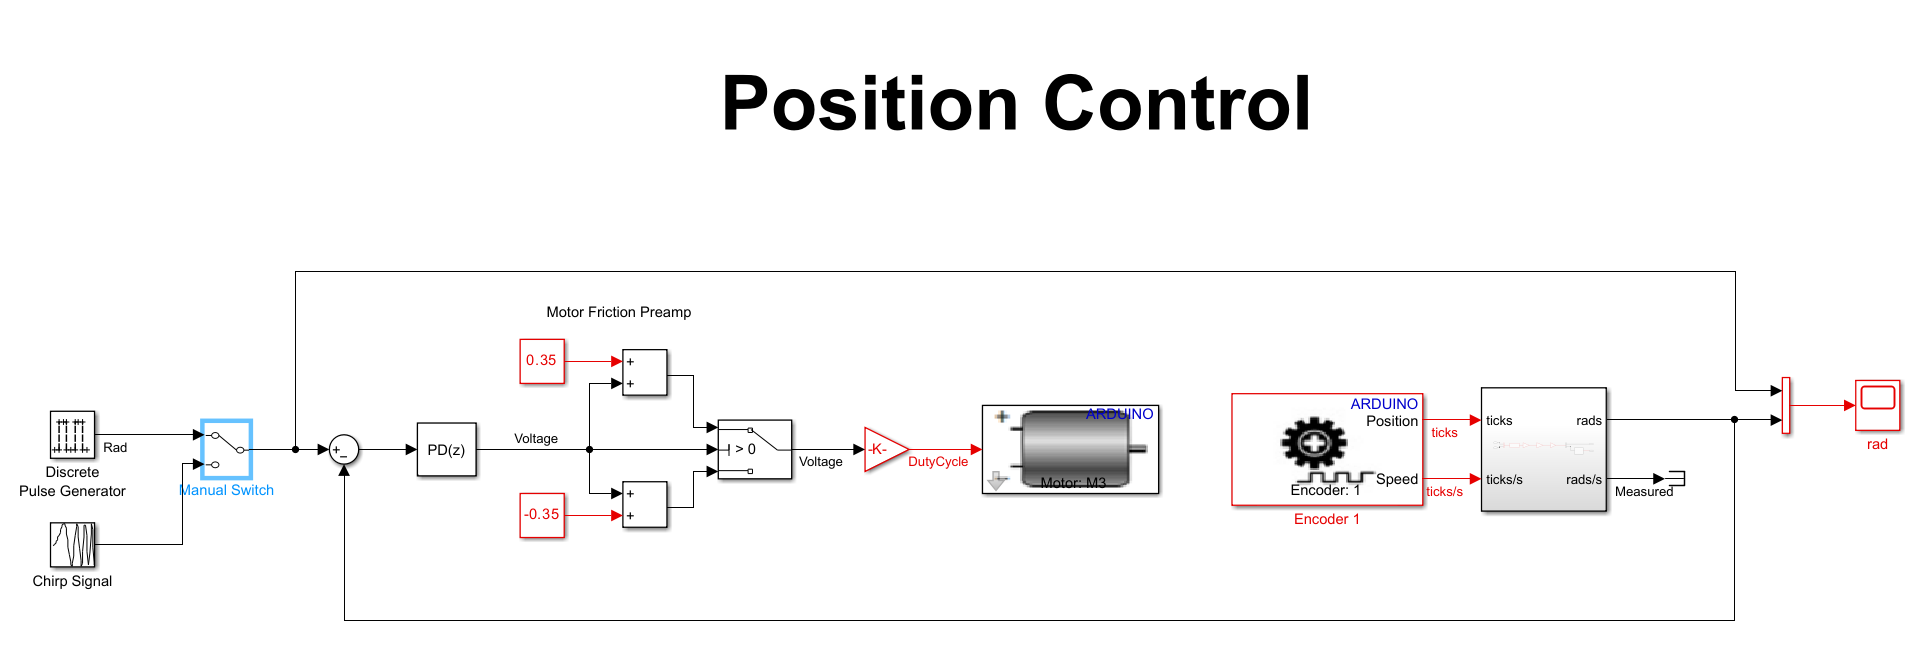 Position Control
Motor Friction Preamp
0.35
+
+
Rad
Discrete
Pulse Generator
Manual Switch
Chirp Signal
+
−
PD(z)
Voltage
-0.35
+
+
> 0
Voltage
-K-
DutyCycle
ARDUINO
+
-
Motor: M3
ARDUINO
Position
Speed
Encoder: 1
Encoder 1
ticks
ticks/s
ticks
rads
ticks/s
rads/s
Measured
rad